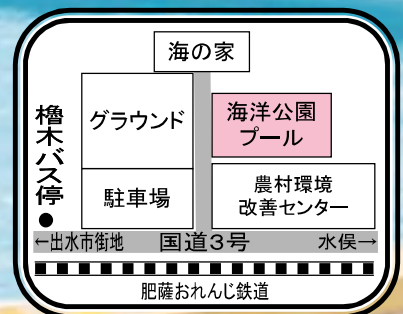 海の家
グラウンド
海洋公園
プール
櫓木バス停
駐車場
農村環境
改善センター
←出水市街地
国道3号
水俣→
肥薩おれんじ鉄道